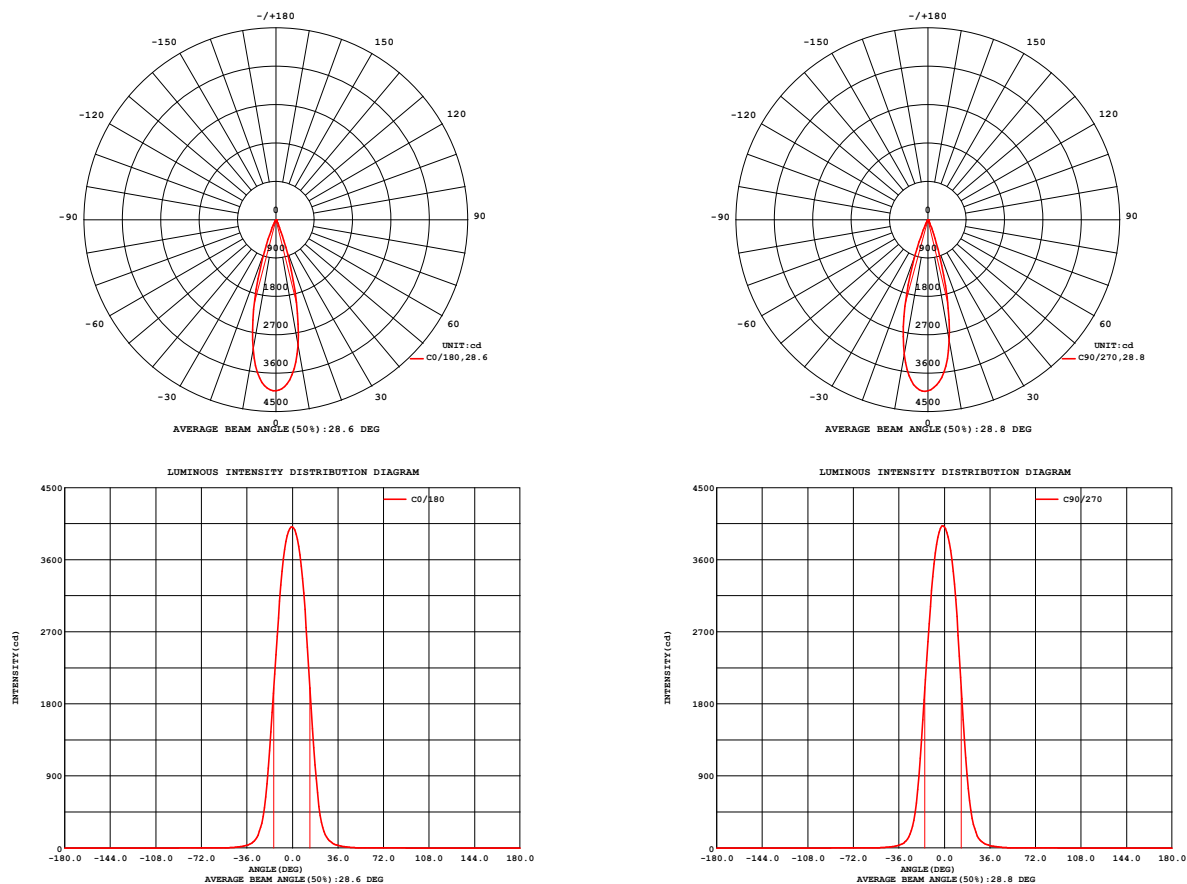 -/+180
-150
150
-120
120
-90
90
0
900
1800
2700
3600
4500
-60
60
-30
30
0
UNIT:cd
C0/180,28.6
AVERAGE BEAM ANGLE(50%):28.6 DEG
-/+180
-150
150
-120
120
-90
90
0
900
1800
2700
3600
4500
-60
60
-30
30
0
UNIT:cd
C90/270,28.8
AVERAGE BEAM ANGLE(50%):28.8 DEG
LUMINOUS INTENSITY DISTRIBUTION DIAGRAM
C0/180
4500
3600
2700
1800
900
0
INTENSITY(cd)
-180.0 -144.0 -108.0 -72.0 -36.0 0.0 36.0 72.0 108.0 144.0 180.0
ANGLE(DEG)
AVERAGE BEAM ANGLE(50%):28.6 DEG
LUMINOUS INTENSITY DISTRIBUTION DIAGRAM
C90/270
4500
3600
2700
1800
900
0
INTENSITY(cd)
-180.0 -144.0 -108.0 -72.0 -36.0 0.0 36.0 72.0 108.0 144.0 180.0
ANGLE(DEG)
AVERAGE BEAM ANGLE(50%):28.8 DEG